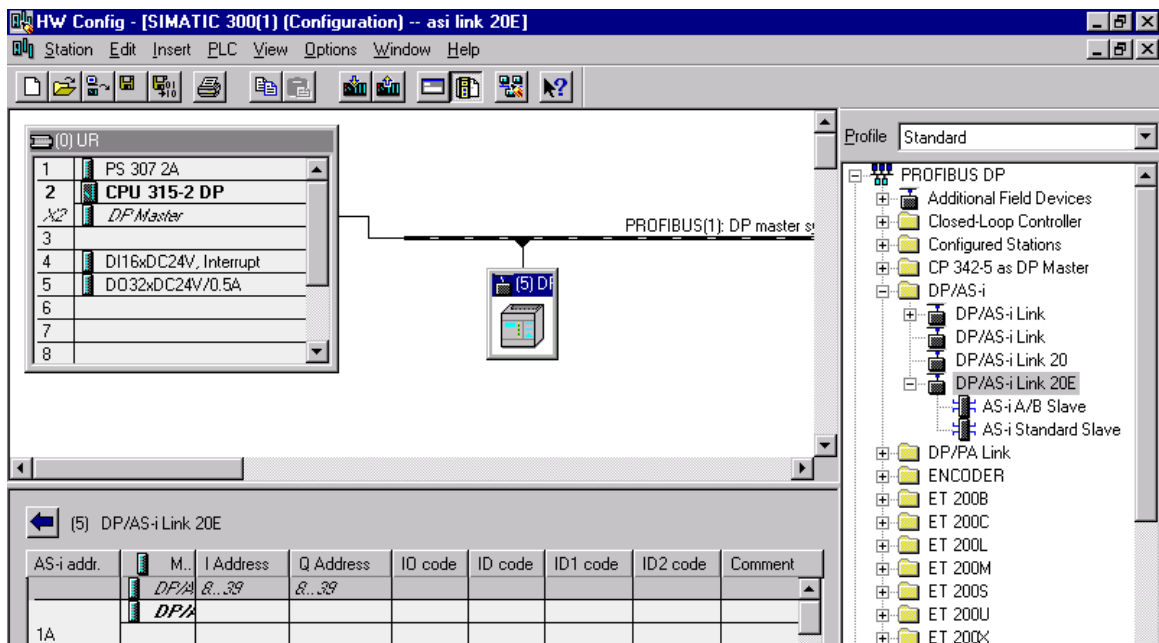 HW Config - [SIMATIC 300(1) (Configuration) -- asi link 20E]
Station Edit Insert PLC View Options Window Help
(0) UR
1 PS 307 2A
2 CPU 315-2 DP
X2 DP Master
3
4 DI16xDC24V, Interrupt
5 DO32xDC24V/0.5A
6
7
8
PROFIBUS(1): DP master
(5) DP
Profile Standard
PROFIBUS DP
Additional Field Devices
Closed-Loop Controller
Configured Stations
CP 342-5 as DP Master
DP/AS-i
DP/AS-i Link
DP/AS-i Link
DP/AS-i Link 20
DP/AS-i Link 20E
AS-i A/B Slave
AS-i Standard Slave
DP/PA Link
ENCODER
ET 200B
ET 200C
ET 200L
ET 200M
ET 200S
ET 200U
ET 200X
(5) DP/AS-i Link 20E
AS-i addr. M.. I Address Q Address IO code ID code ID1 code ID2 code Comment
DP/A 8...39 8...39
DP/A
1A